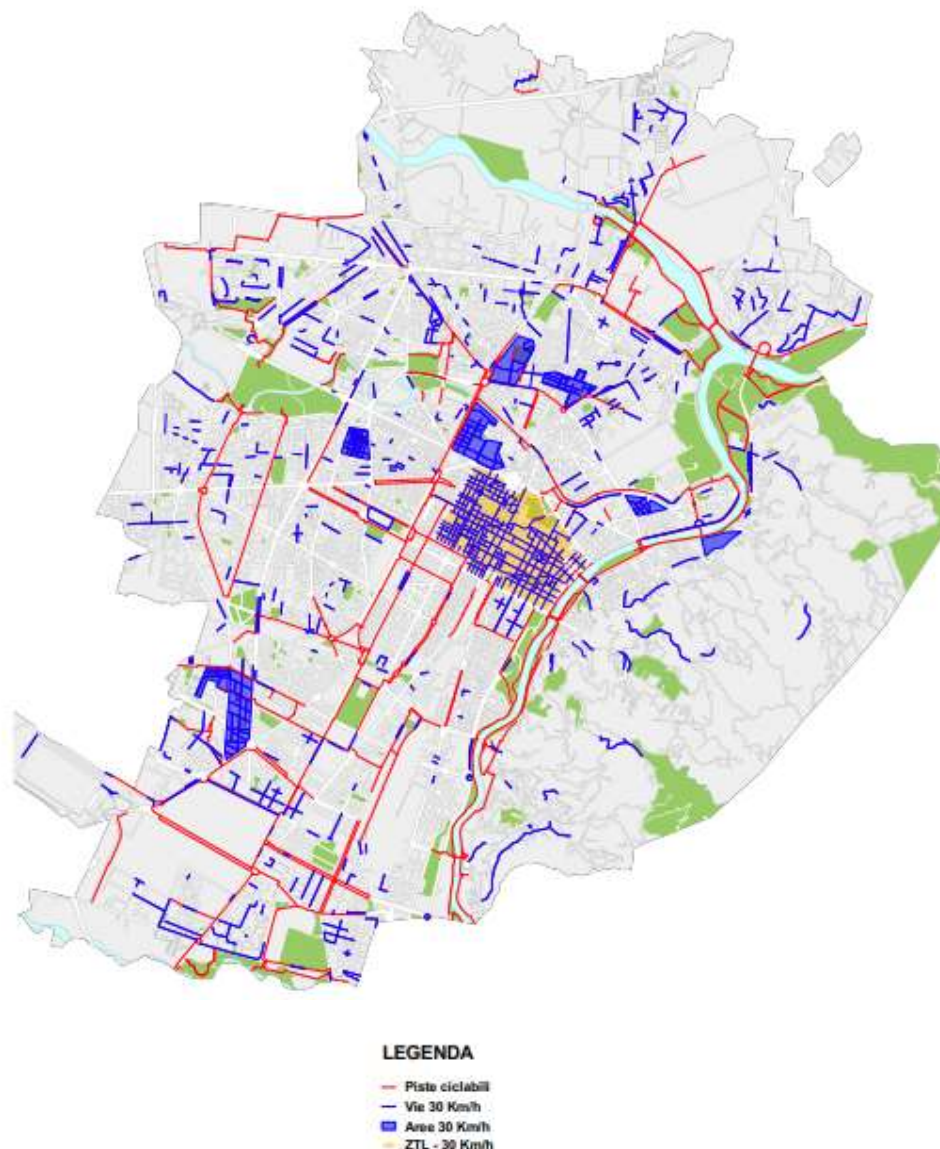 LEGENDA
Piste ciclabili
Vie 30 Km/h
Aree 30 Km/h
ZTL - 30 Km/h